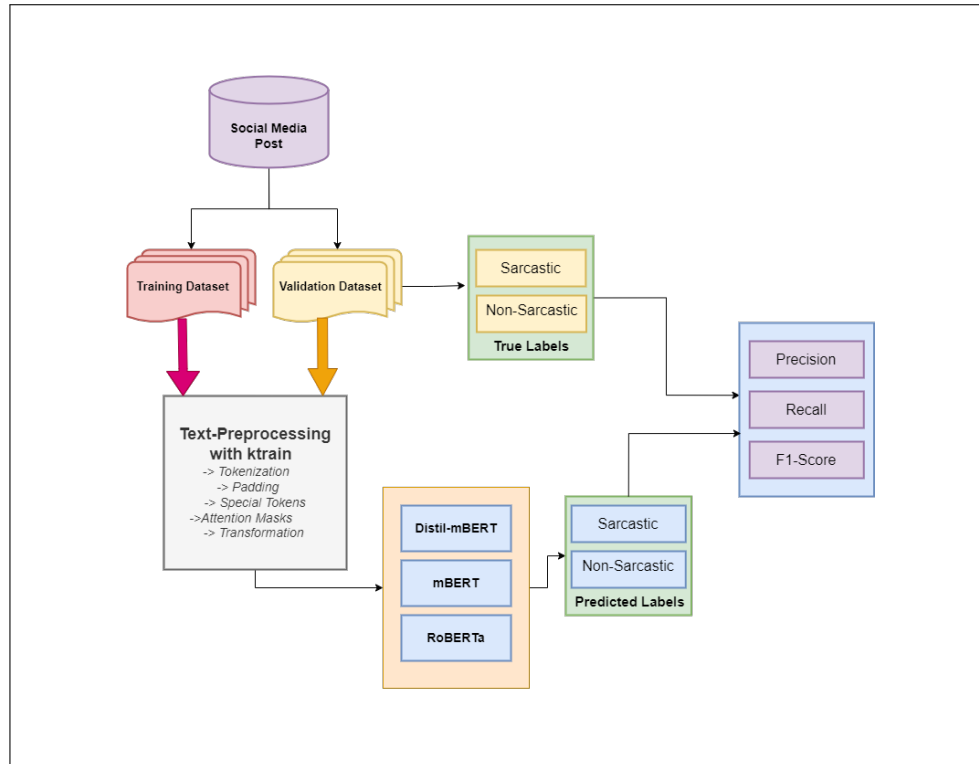 Social Media
Post
Training Dataset
Validation Dataset
Sarcastic
Non-Sarcastic
True Labels
Precision
Recall
F1-Score
Text-Preprocessing
with ktrain
-> Tokenization
-> Padding
-> Special Tokens
->Attention Masks
-> Transformation
Distil-mBERT
mBERT
RoBERTa
Sarcastic
Non-Sarcastic
Predicted Labels